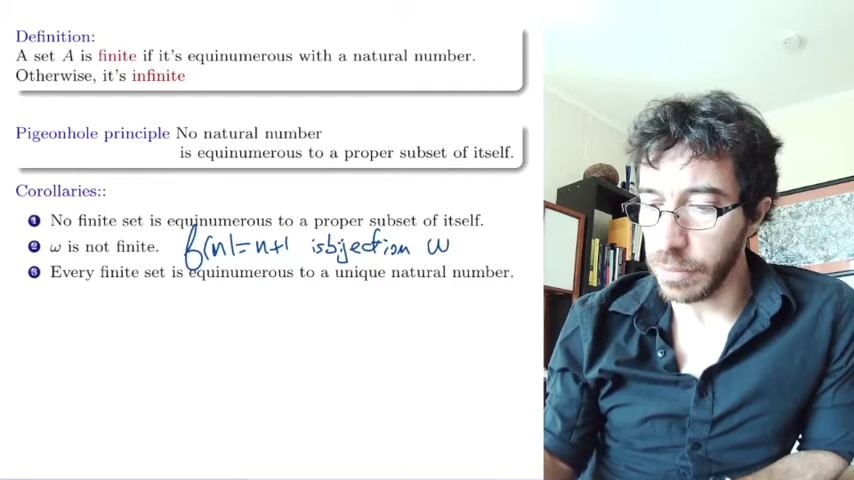 Definition:
A set A is finite if it's equinumerous with a natural number.
Otherwise, it's infinite
Pigeonhole principle No natural number
is equinumerous to a proper subset of itself.
Corollaries::
1 No finite set is equinumerous to a proper subset of itself.
2 ω is not finite. f(n)=n+1 is bijection ω
3 Every finite set is equinumerous to a unique natural number.